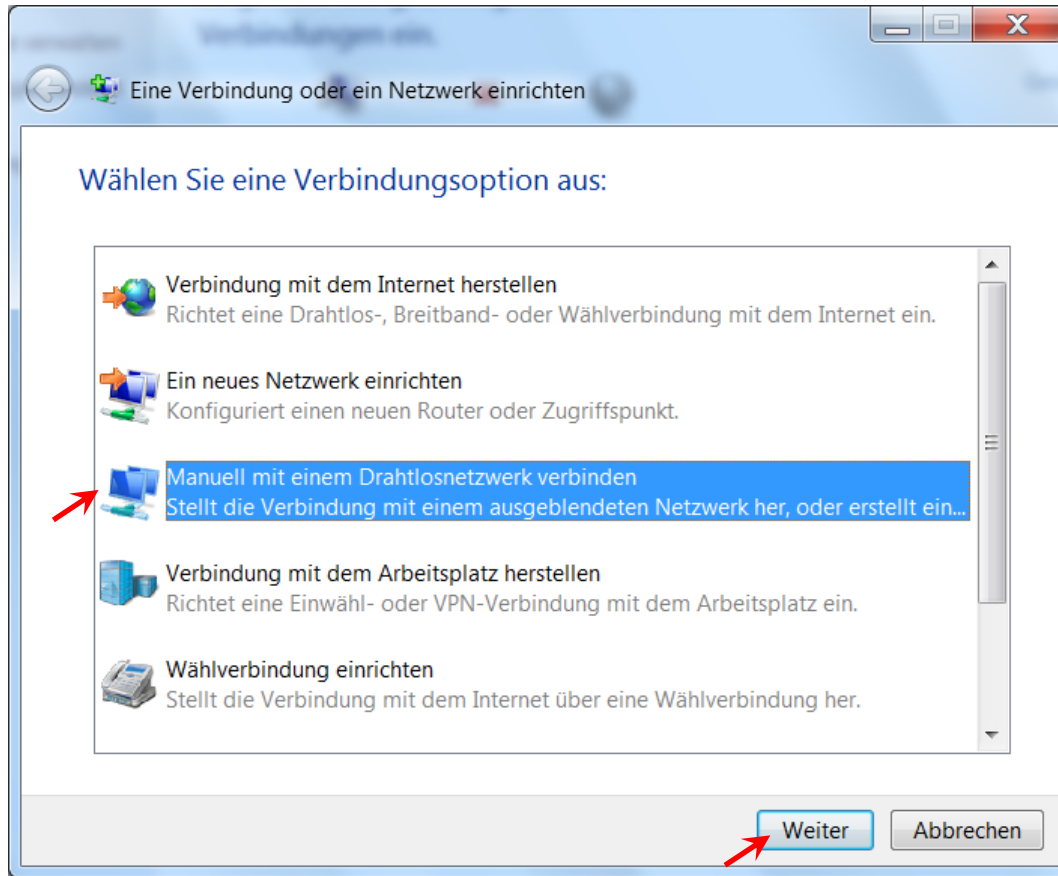 Verbindungen ein.
Eine Verbindung oder ein Netzwerk einrichten
Wählen Sie eine Verbindungsoption aus:
Verbindung mit dem Internet herstellen
Richtet eine Drahtlos-, Breitband- oder Wählverbindung mit dem Internet ein.
Ein neues Netzwerk einrichten
Konfiguriert einen neuen Router oder Zugriffspunkt.
Manuell mit einem Drahtlosnetzwerk verbinden
Stellt die Verbindung mit einem ausgeblendeten Netzwerk her, oder erstellt ein...
Verbindung mit dem Arbeitsplatz herstellen
Richtet eine Einwähl- oder VPN-Verbindung mit dem Arbeitsplatz ein.
Wählverbindung einrichten
Stellt die Verbindung mit dem Internet über eine Wählverbindung her.
Weiter
Abbrechen